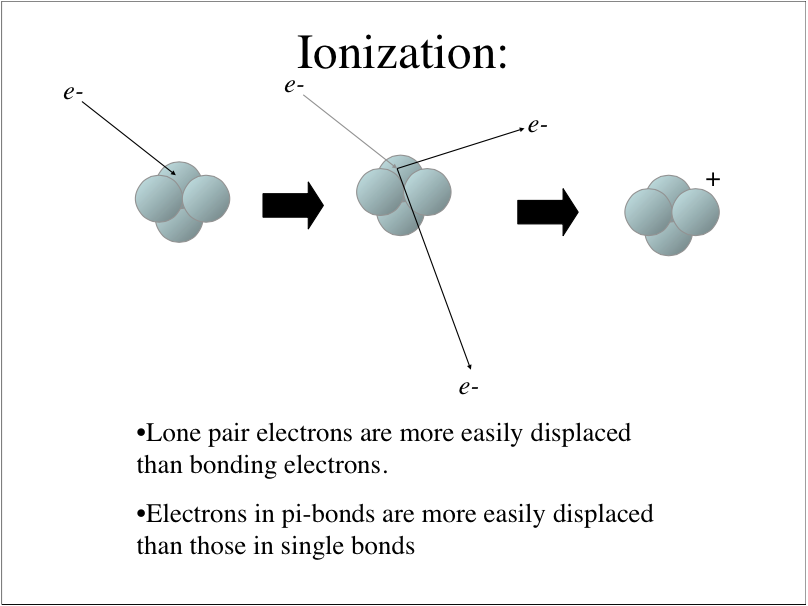 Ionization:
e-
e-
e-
+
e-
•Lone pair electrons are more easily displaced
than bonding electrons.
•Electrons in pi-bonds are more easily displaced
than those in single bonds